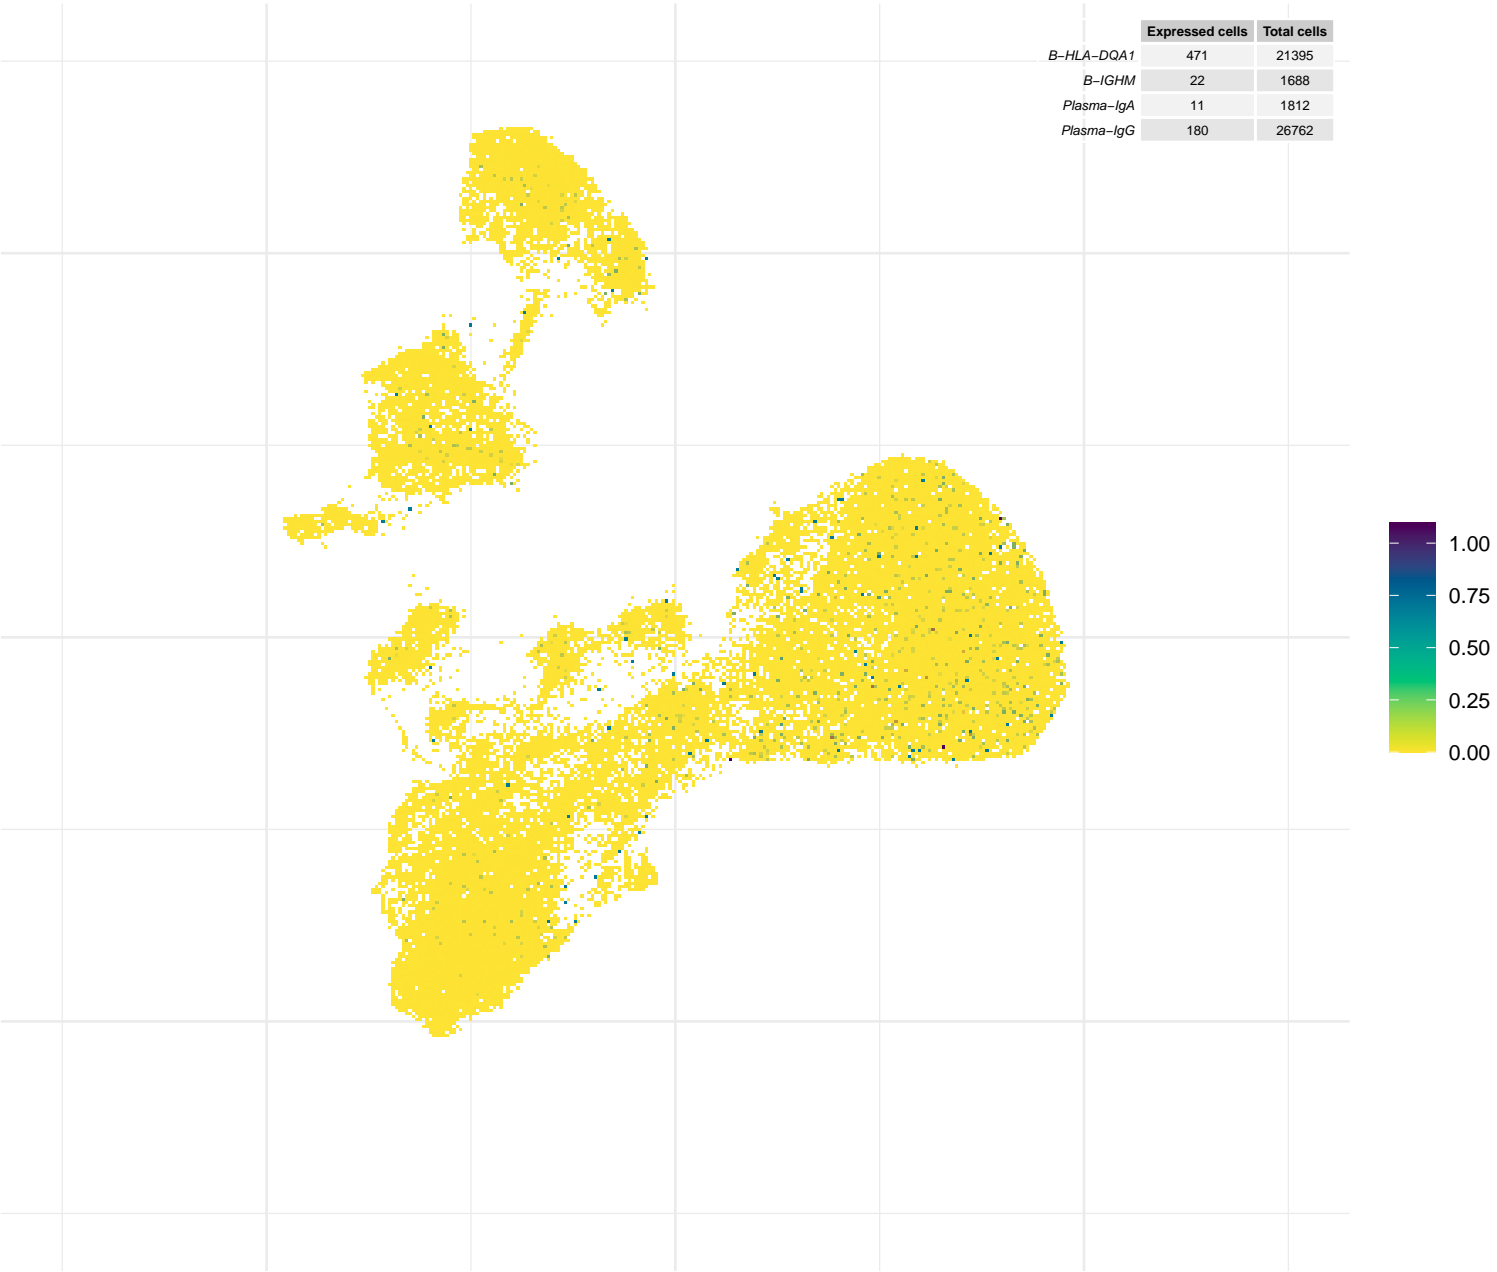 Expressed cells Total cells
B−HLA−DQA1 471 21395
B−IGHM 22 1688
Plasma−IgA 11 1812
Plasma−IgG 180 26762
1.00
0.75
0.50
0.25
0.00